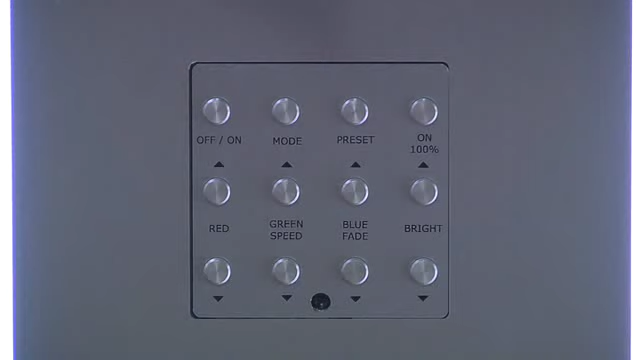 OFF / ON
MODE
PRESET
ON
100%
RED
GREEN
SPEED
BLUE
FADE
BRIGHT